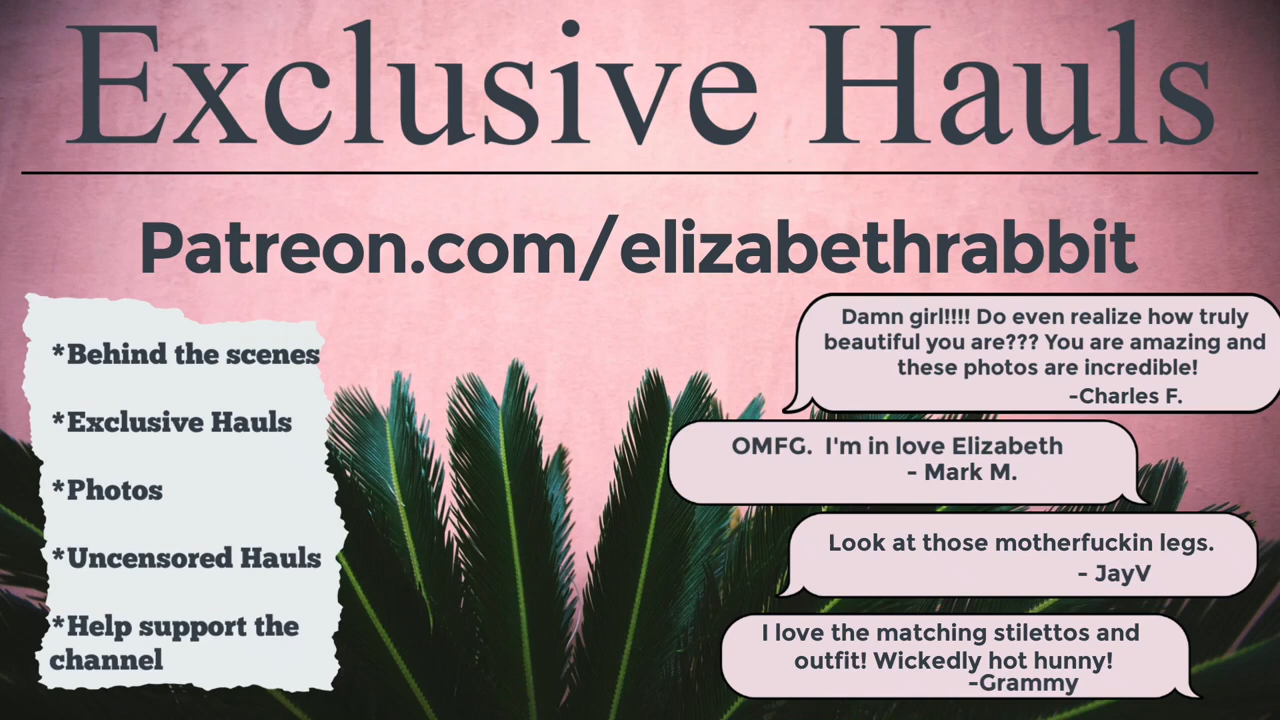 Exclusive Hauls
Patreon.com/elizabethrabbit
*Behind the scenes
*Exclusive Hauls
*Photos
*Uncensored Hauls
*Help support the
channel
Damn girl!!!! Do even realize how truly
beautiful you are??? You are amazing and
these photos are incredible!
-Charles F.
OMFG.  I'm in love Elizabeth
- Mark M.
Look at those motherfuckin legs.
- JayV
I love the matching stilettos and
outfit! Wickedly hot hunny!
-Grammy